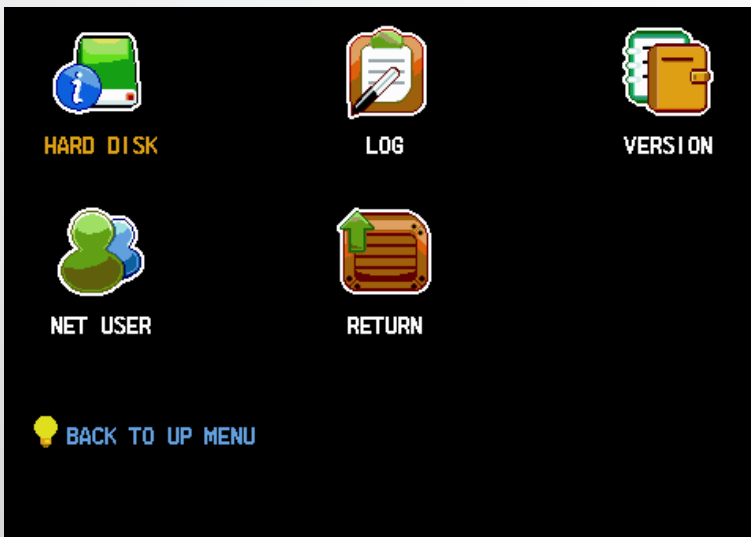 HARD DISK
LOG
VERSION
NET USER
RETURN
BACK TO UP MENU